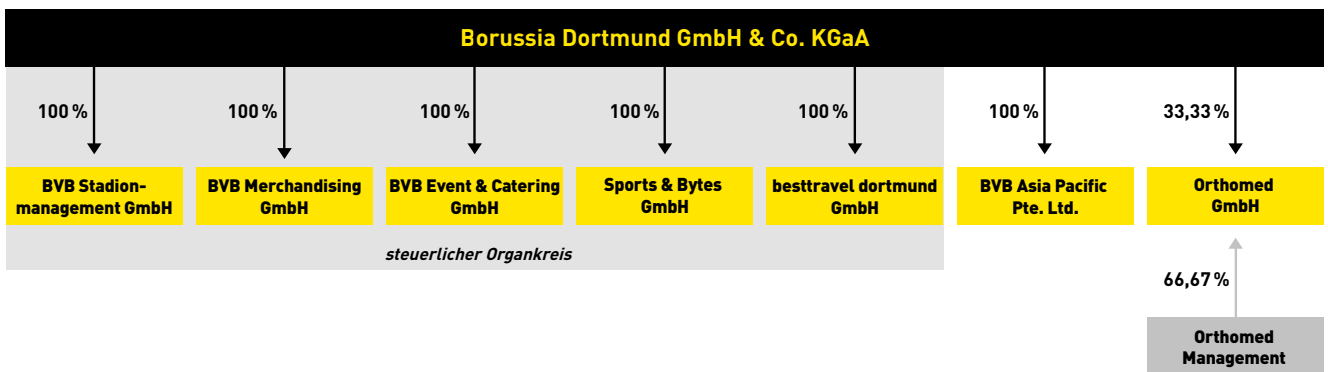 Borussia Dortmund GmbH & Co. KGaA
100 %
100 %
100 %
100 %
100 %
100 %
33,33 %
BVB Stadion-
management GmbH
BVB Merchandising
GmbH
BVB Event & Catering
GmbH
Sports & Bytes
GmbH
besttravel dortmund
GmbH
BVB Asia Pacific
Pte. Ltd.
Orthomed
GmbH
steuerlicher Organkreis
66,67 %
Orthomed
Management